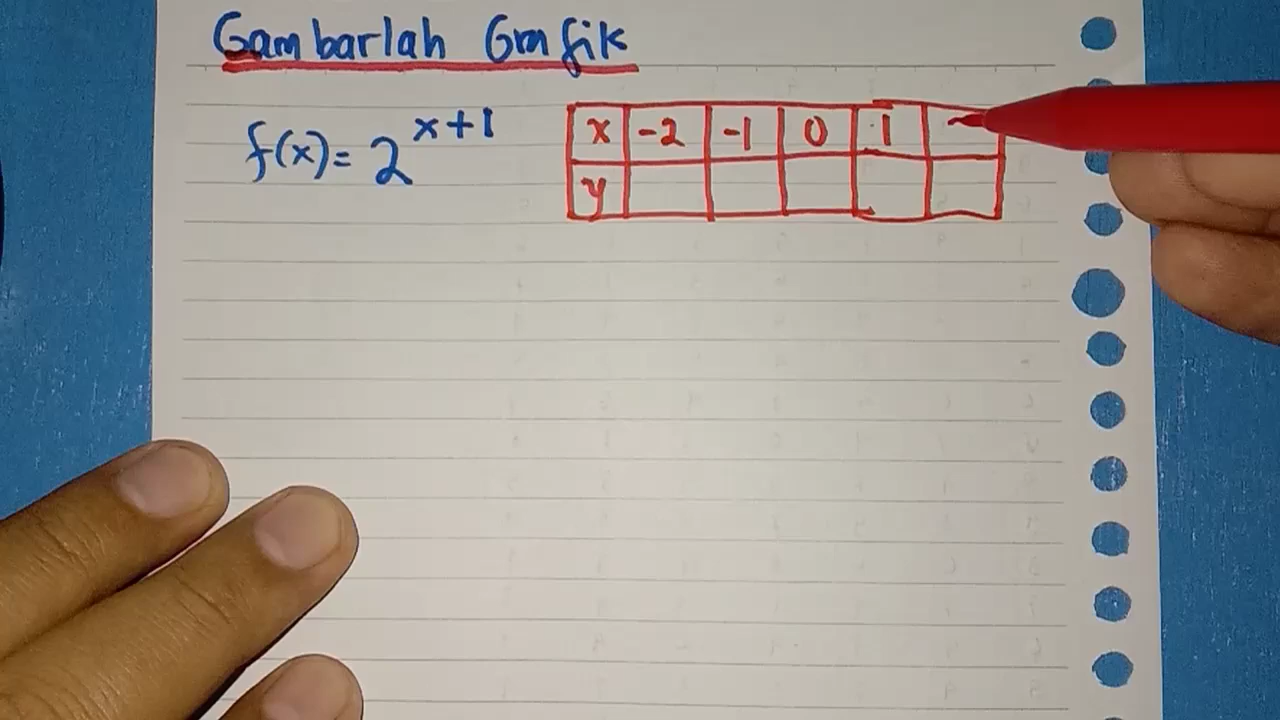 Gambarlah Grafik
f(x) = 2^{x+1}
x -2 -1 0 1
y